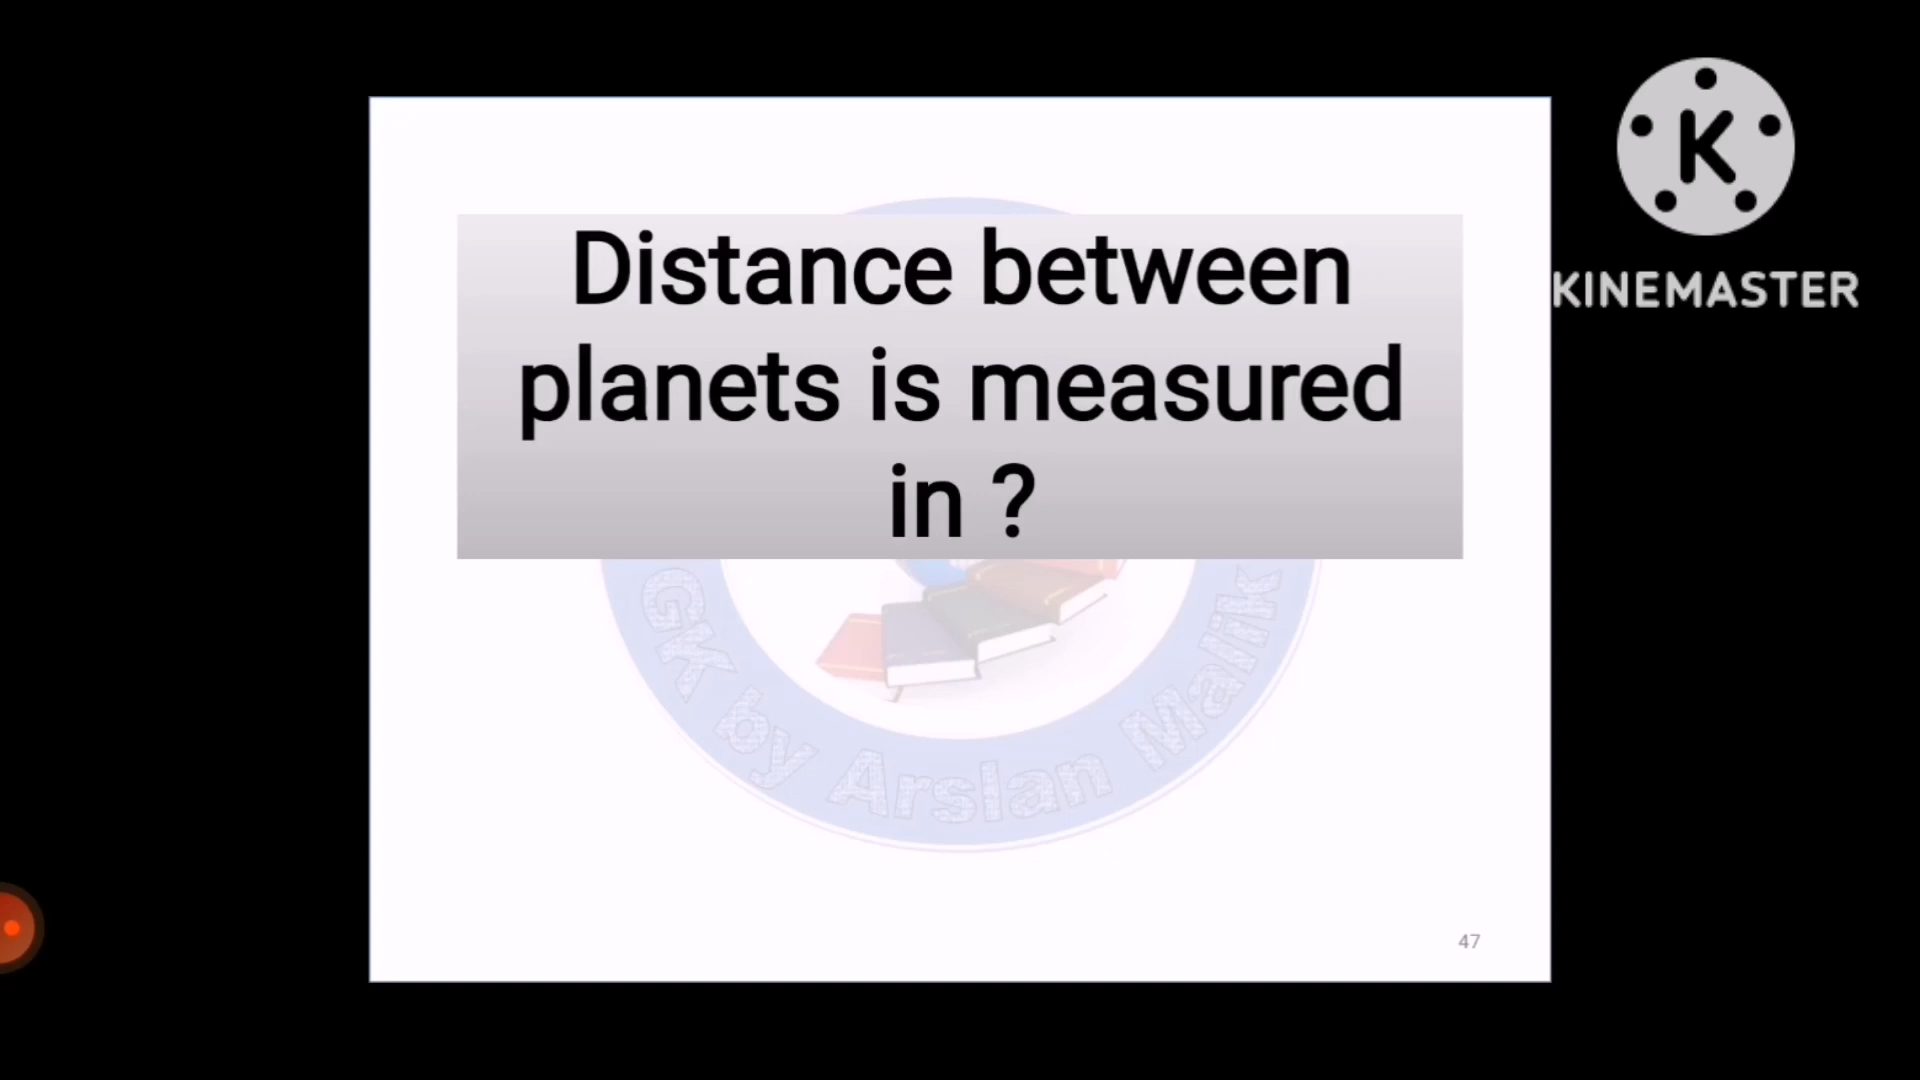 K
KINEMASTER
Distance between
planets is measured
in ?
GK by Arslan Malik
47